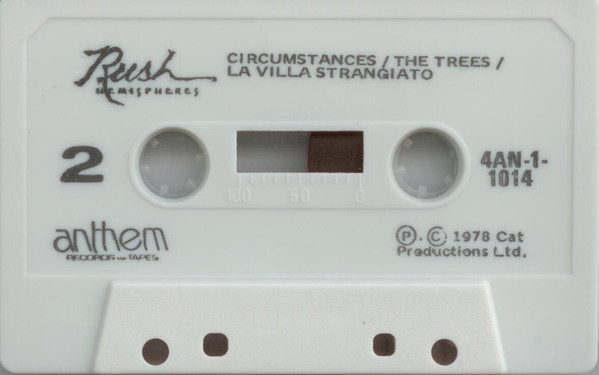 Rush
HEMISPHERES
CIRCUMSTANCES / THE TREES /
LA VILLA STRANGIATO
2
100 50 0
4AN-1-
1014
anthem
RECORDS and TAPES
Ⓟ. © 1978 Cat
Productions Ltd.